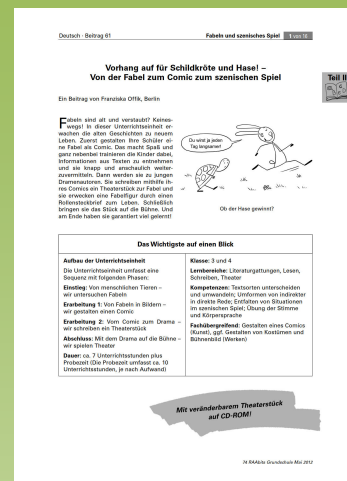 Deutsch · Beitrag 61
Fabeln und szenisches Spiel
1 von 18
Vorhang auf für Schildkröte und Hase! –
Von der Fabel zum Comic zum szenischen Spiel
Teil II
Ein Beitrag von Franziska Offik, Berlin
Fabeln sind alt und verstaubt? Keines-
wegs! In dieser Unterrichtseinheit er-
wachen die alten Geschichten zu neuem
Leben. Zuerst gestalten Ihre Schüler ei-
ne Fabel als Comic. Das macht Spaß und
ganz nebenbei trainieren die Kinder dabei,
Informationen aus Texten zu entnehmen
und sie knapp und anschaulich weiter-
zuvermitteln. Dann werden sie zu jungen
Dramenautoren. Sie schreiben mithilfe ih-
res Comics ein Theaterstück zur Fabel und
sie erwecken eine Fabelfigur durch einen
Rollensteckbrief zum Leben. Schließlich
bringen sie das Stück auf die Bühne. Und
am Ende haben sie garantiert viel gelernt!
Du wirst ja jeden
Tag langsamer!
Ob der Hase gewinnt?
Das Wichtigste auf einen Blick
Aufbau der Unterrichtseinheit
Die Unterrichtseinheit umfasst eine
Sequenz mit folgenden Phasen:
Einstieg: Von menschlichen Tieren –
wir untersuchen Fabeln
Erarbeitung 1: Von Fabeln in Bildern –
wir gestalten einen Comic
Erarbeitung 2: Vom Comic zum Drama –
wir schreiben ein Theaterstück
Abschluss: Mit dem Drama auf die Bühne –
wir spielen Theater
Dauer: ca. 7 Unterrichtsstunden plus
Probezeit (Die Probezeit umfasst ca. 10
Unterrichtsstunden, je nach Aufwand)
Klasse: 3 und 4
Lernbereiche: Literaturgattungen, Lesen,
Schreiben, Theater
Kompetenzen: Textsorten unterscheiden
und umwandeln; Umformen von indirekter
in direkte Rede; Entfalten von Situationen
im szenischen Spiel; Übung der Stimme
und Körpersprache
Fachübergreifend: Gestalten eines Comics
(Kunst), ggf. Gestalten von Kostümen und
Bühnenbild (Werken)
Mit veränderbarem Theaterstück
auf CD-ROM!
74 RAAbits Grundschule Mai 2012